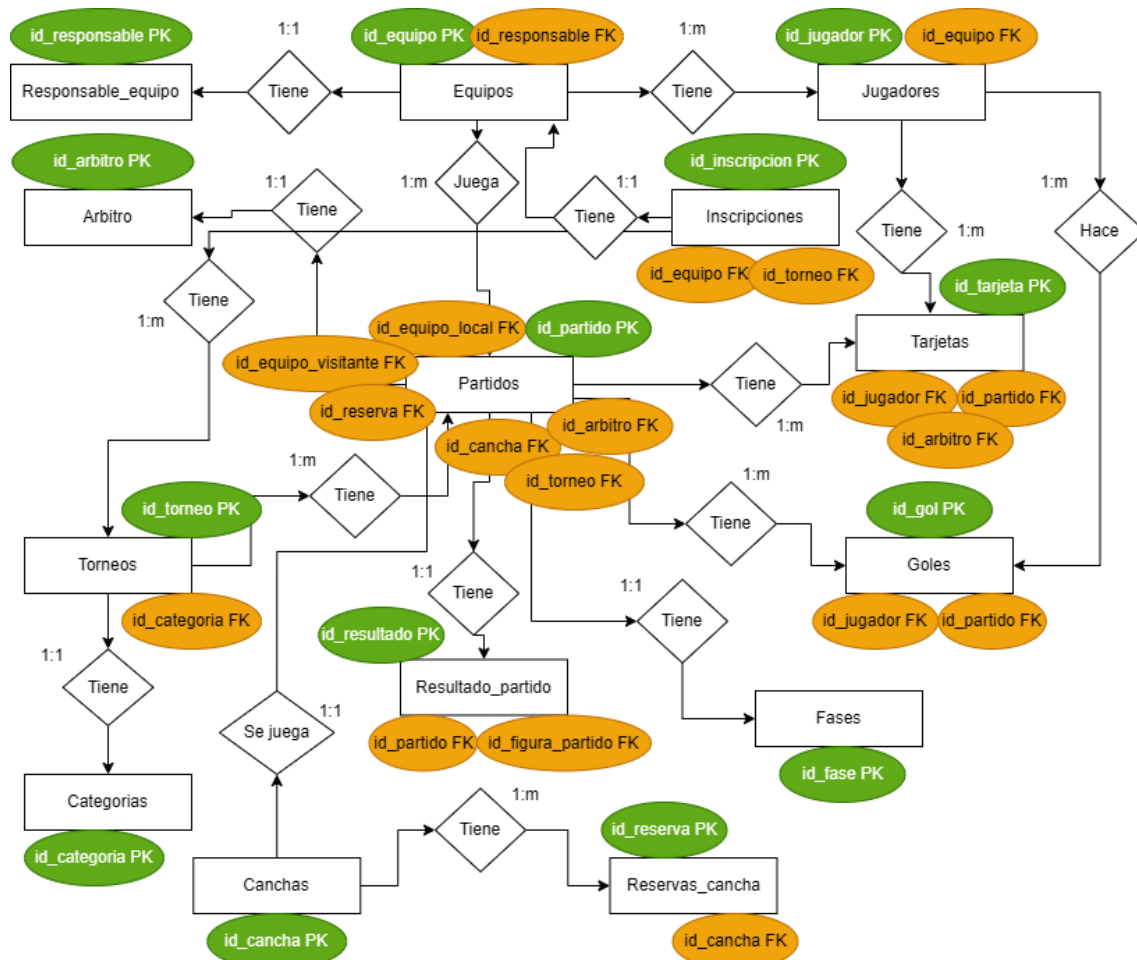 id_responsable PK
1:1
id_equipo PK
id_responsable FK
1:m
id_jugador PK
id_equipo FK
Responsable_equipo
Tiene
Equipos
Tiene
Jugadores
id_arbitro PK
1:1
1:m
Juega
1:1
id_inscripcion PK
1:m
Arbitro
Tiene
Tiene
Inscripciones
Tiene
1:m
Hace
id_equipo FK
id_torneo FK
Tiene
1:m
id_tarjeta PK
id_equipo_local FK
id_partido PK
Tarjetas
id_equipo_visitante FK
Partidos
Tiene
id_reserva FK
id_jugador FK
id_partido FK
1:m
id_arbitro FK
id_cancha FK
id_arbitro FK
1:m
Tiene
id_torneo FK
1:m
id_torneo PK
Tiene
id_gol PK
Torneos
Goles
1:1
Tiene
1:1
id_categoria FK
Tiene
id_jugador FK
id_partido FK
id_resultado PK
1:1
Tiene
Resultado_partido
1:1
Se juega
Fases
id_partido FK
id_figura_partido FK
id_fase PK
Categorias
1:m
Tiene
id_reserva PK
id_categoria PK
Canchas
Reservas_cancha
id_cancha PK
id_cancha FK